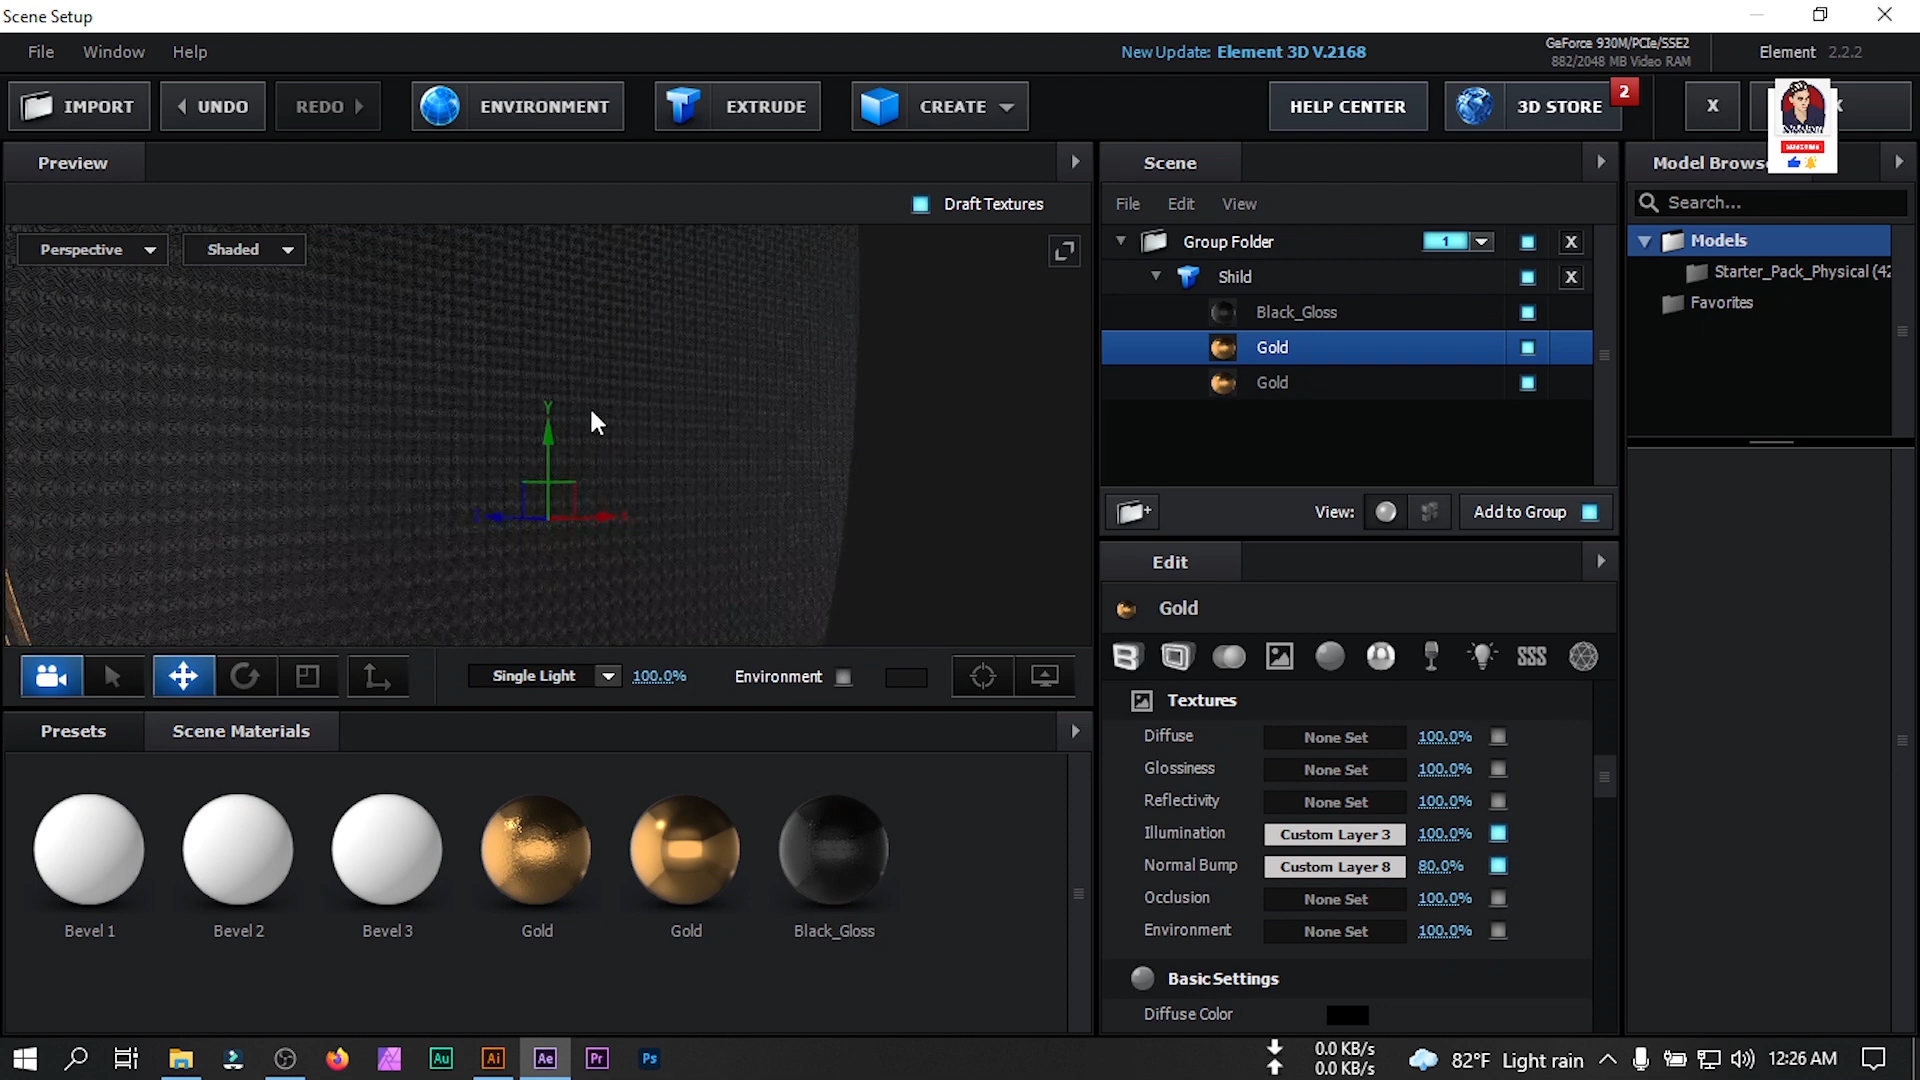 Scene Setup
File Window Help
New Update: Element 3D V.2168
GeForce 930M/PCIe/SSE2
882/2048 MB Video RAM
Element 2.2.2
IMPORT
UNDO
REDO
ENVIRONMENT
EXTRUDE
CREATE
HELP CENTER
3D STORE
2
X
Preview
Scene
Draft Textures
File Edit View
Search...
Perspective
Shaded
Group Folder
1
X
Models
Shild
X
Starter_Pack_Physical (42
Black_Gloss
Favorites
Gold
Gold
Y
View:
Add to Group
Edit
Gold
Single Light
100.0%
Environment
Textures
Presets
Scene Materials
Diffuse None Set 100.0%
Glossiness None Set 100.0%
Reflectivity None Set 100.0%
Illumination Custom Layer 3 100.0%
Normal Bump Custom Layer 8 80.0%
Occlusion None Set 100.0%
Environment None Set 100.0%
Bevel 1
Bevel 2
Bevel 3
Gold
Gold
Black_Gloss
Basic Settings
Diffuse Color
Au
Ai
Ae
Pr
Ps
0.0 KB/s
0.0 KB/s
82°F Light rain
12:26 AM